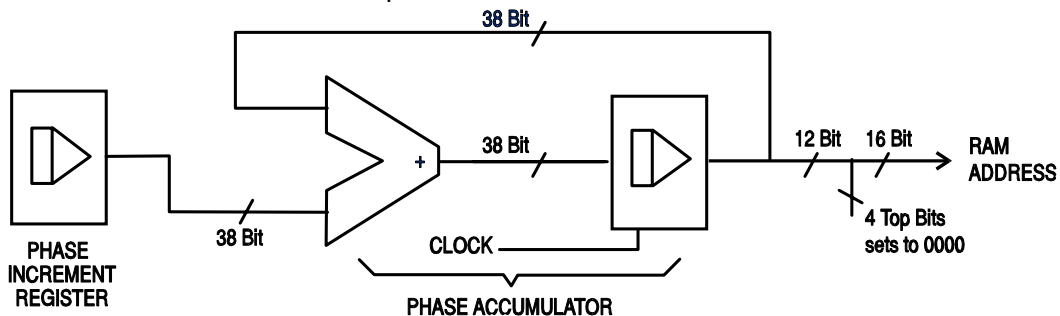 38 Bit
+
38 Bit
12 Bit
16 Bit
RAM
ADDRESS
38 Bit
4 Top Bits
sets to 0000
CLOCK
PHASE
INCREMENT
REGISTER
PHASE ACCUMULATOR